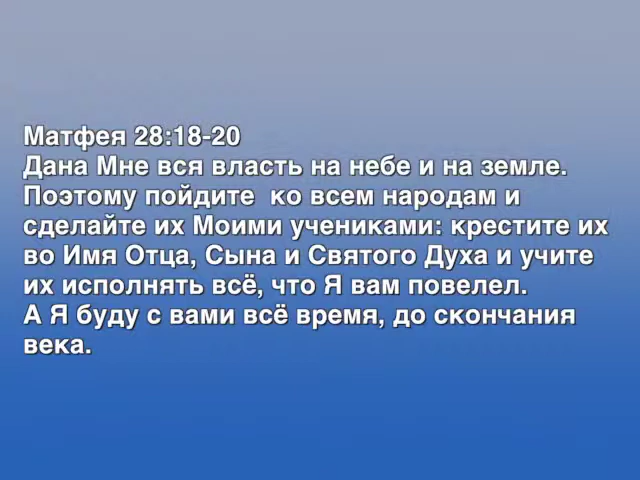 Матфея 28:18-20
Дана Мне вся власть на небе и на земле.
Поэтому пойдите  ко всем народам и
сделайте их Моими учениками: крестите их
во Имя Отца, Сына и Святого Духа и учите
их исполнять всё, что Я вам повелел.
А Я буду с вами всё время, до скончания
века.